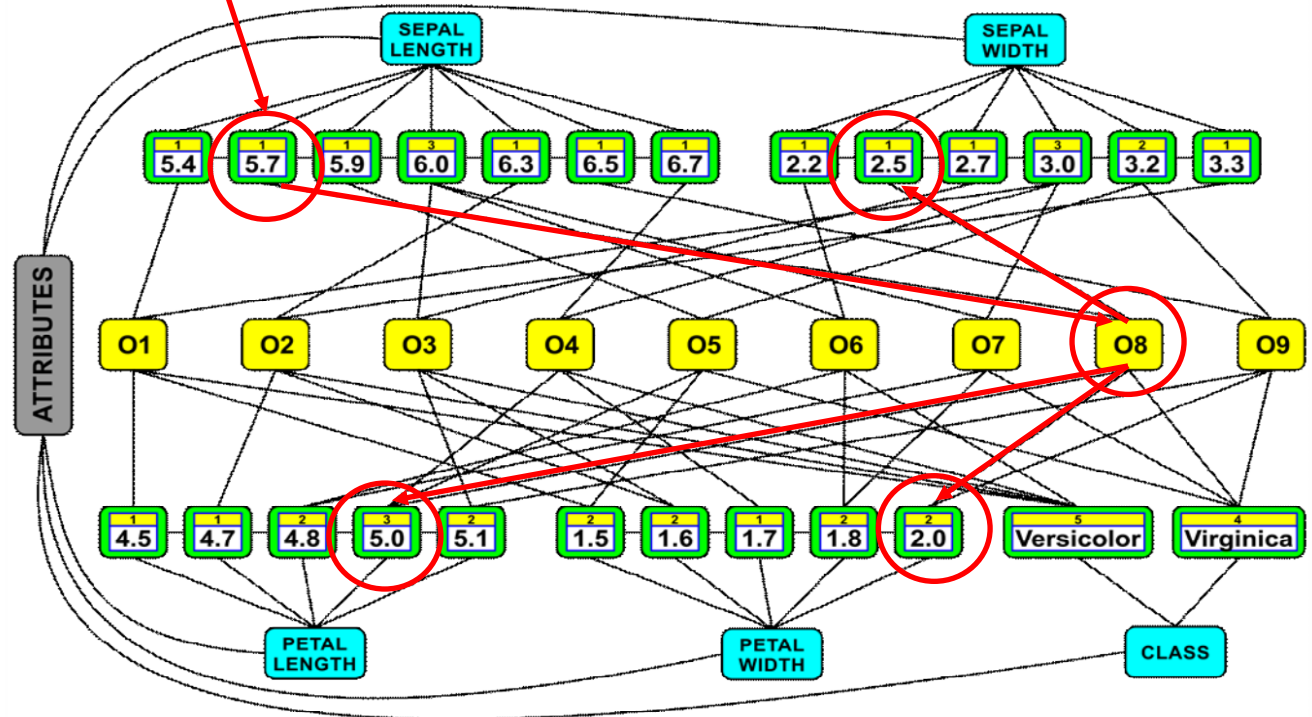 SEPAL
LENGTH
SEPAL
WIDTH
1 1 1 3 1 1 1 1 1 1 3 2 1
5.4 5.7 5.9 6.0 6.3 6.5 6.7 2.2 2.5 2.7 3.0 3.2 3.3
ATTRIBUTES
O1 O2 O3 O4 O5 O6 O7 O8 O9
1 1 2 3 2 2 2 1 2 2 5 4
4.5 4.7 4.8 5.0 5.1 1.5 1.6 1.7 1.8 2.0 Versicolor Virginica
PETAL
LENGTH
PETAL
WIDTH
CLASS